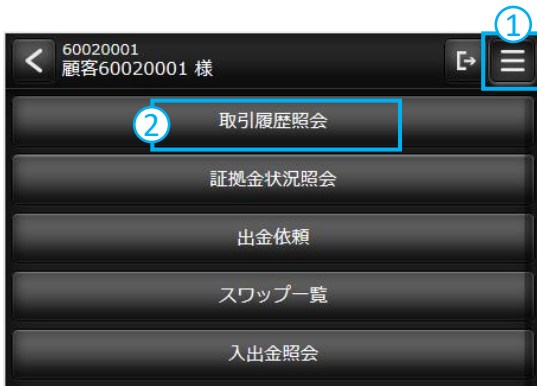 1
60020001
顧客60020001 様
2 取引履歴照会
証拠金状況照会
出金依頼
スワップ一覧
入出金照会